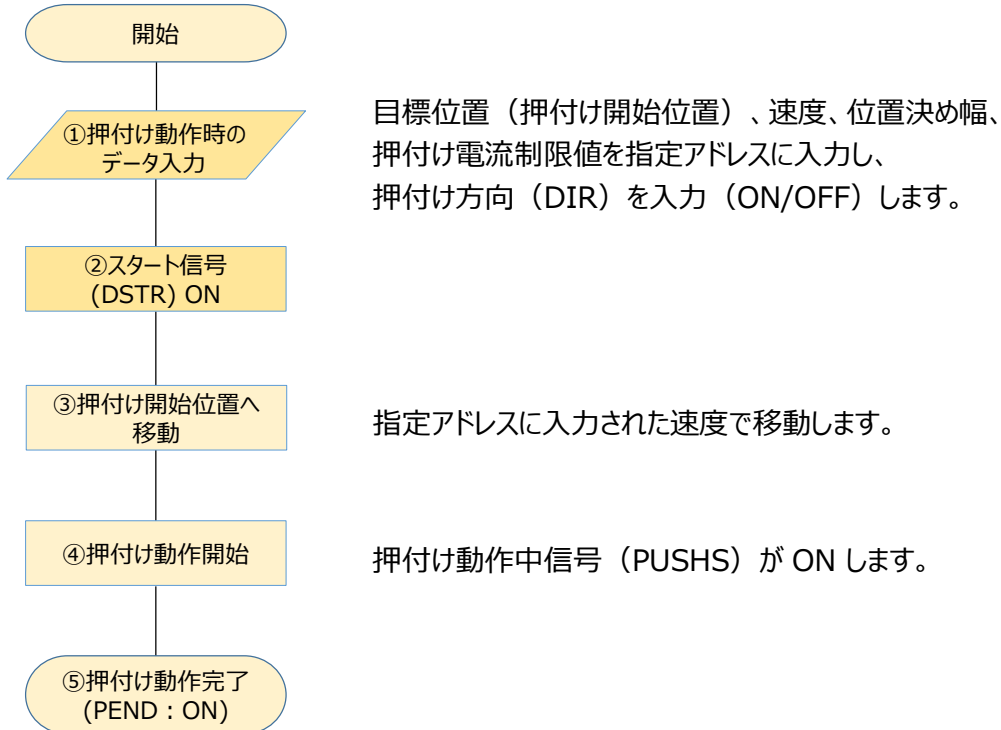 開始
①押付け動作時の
データ入力
目標位置（押付け開始位置）、速度、位置決め幅、
押付け電流制限値を指定アドレスに入力し、
押付け方向（DIR）を入力（ON/OFF）します。
②スタート信号
(DSTR) ON
③押付け開始位置へ
移動
指定アドレスに入力された速度で移動します。
④押付け動作開始
押付け動作中信号（PUSHS）が ON します。
⑤押付け動作完了
(PEND：ON)